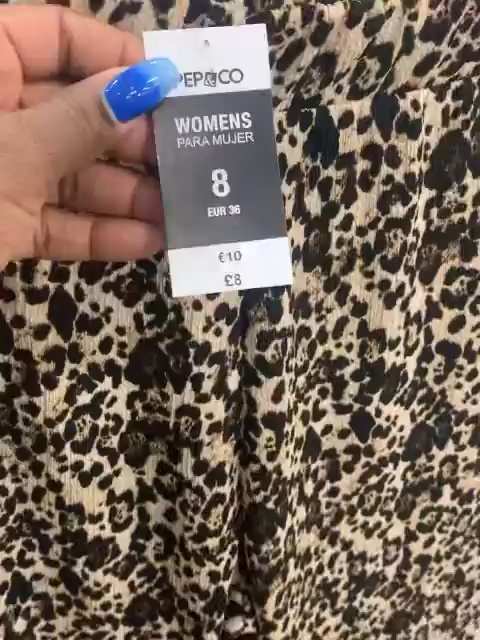 PEP&CO
WOMENS
PARA MUJER
8
EUR 36
€10
£8